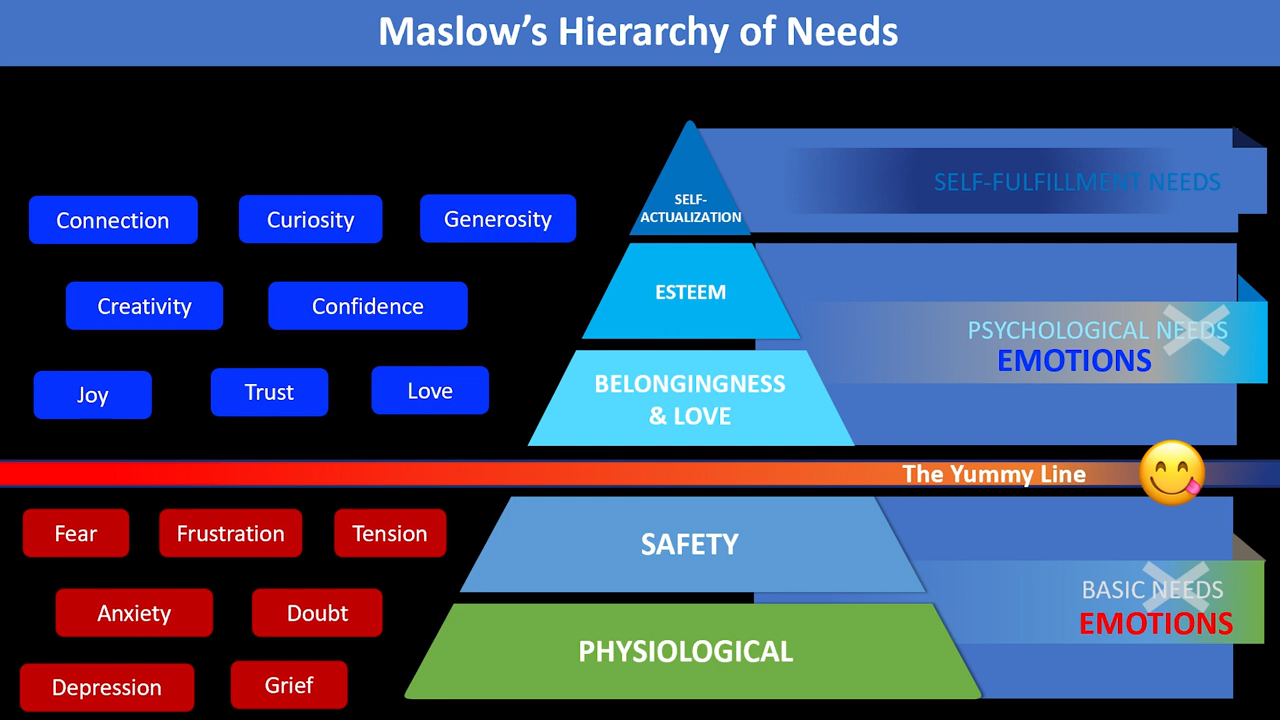 Maslow’s Hierarchy of Needs
SELF-
ACTUALIZATION
SELF-FULFILLMENT NEEDS
Connection
Curiosity
Generosity
ESTEEM
Creativity
Confidence
PSYCHOLOGICAL NEEDS
EMOTIONS
BELONGINGNESS
& LOVE
Joy
Trust
Love
The Yummy Line
Fear
Frustration
Tension
SAFETY
BASIC NEEDS
EMOTIONS
Anxiety
Doubt
PHYSIOLOGICAL
Depression
Grief